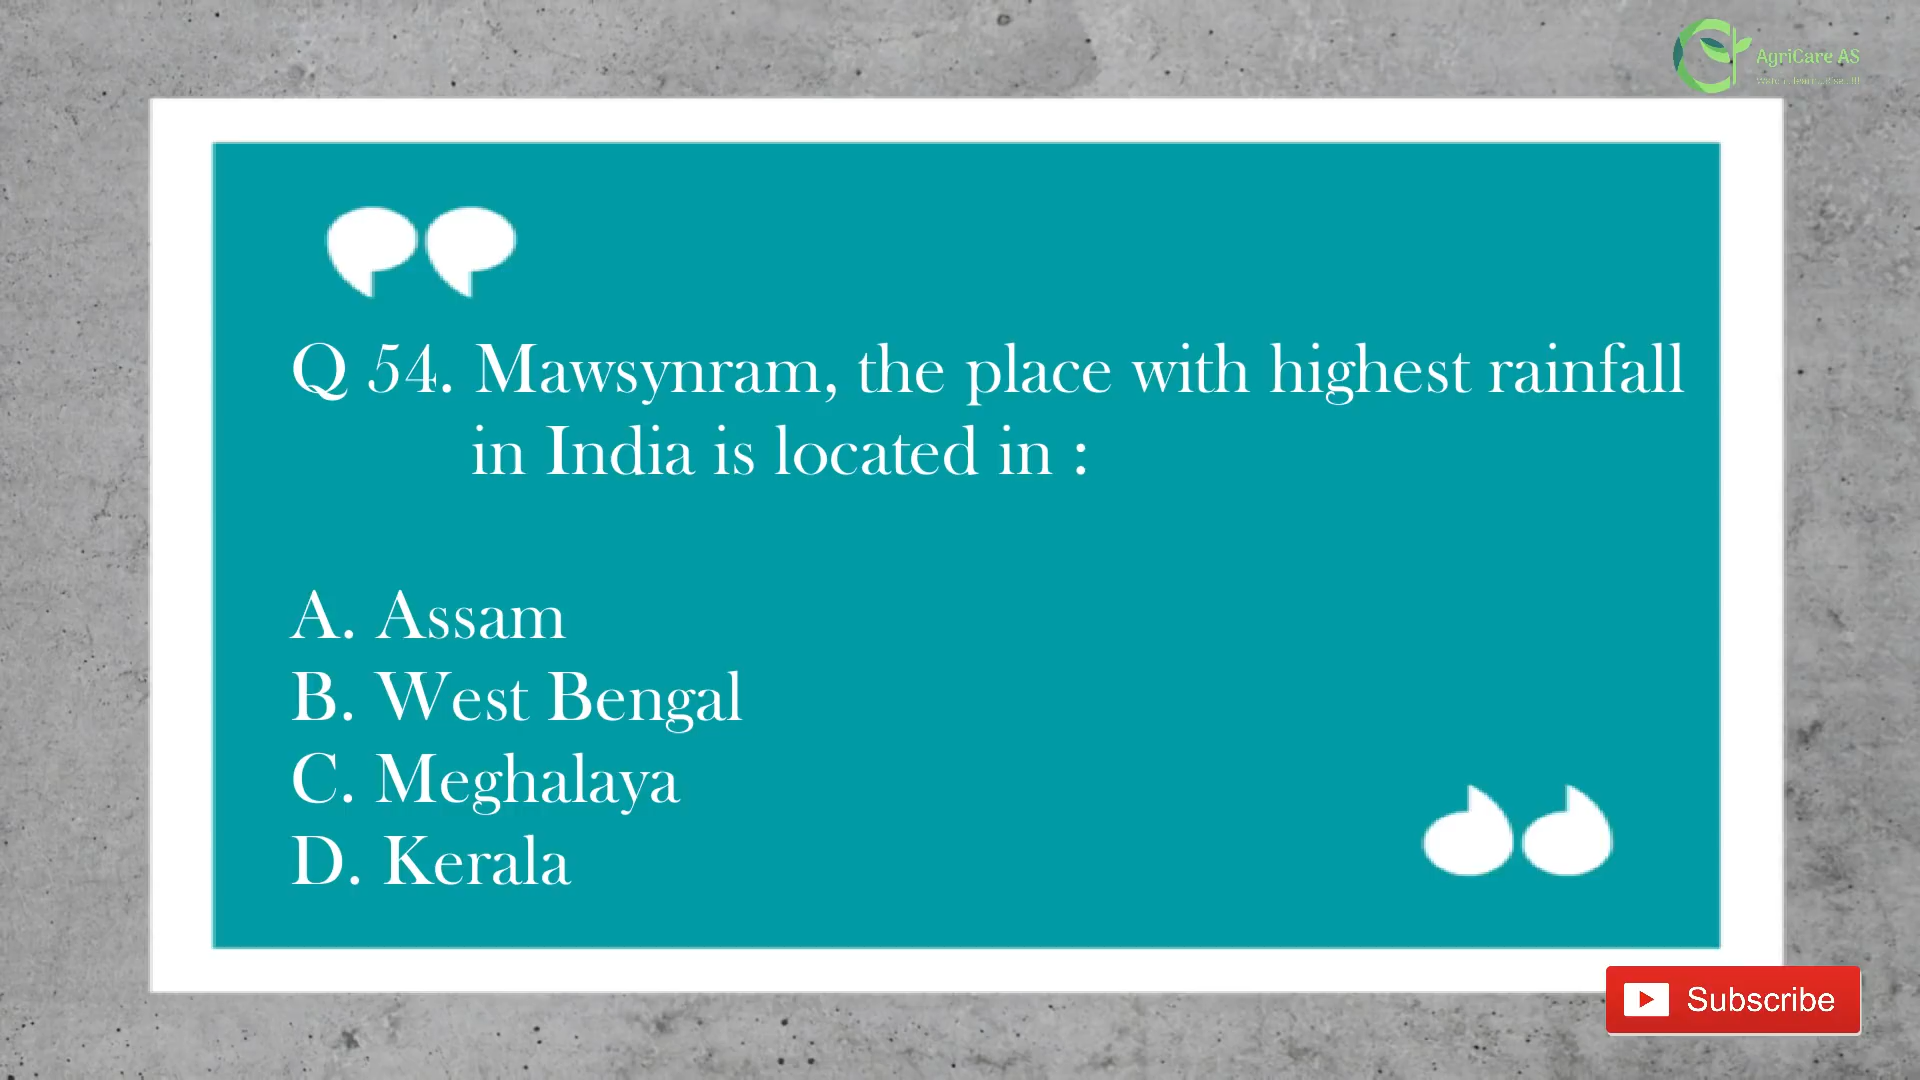 AgriCare AS
Q 54. Mawsynram, the place with highest rainfall
in India is located in :
A. Assam
B. West Bengal
C. Meghalaya
D. Kerala
Subscribe